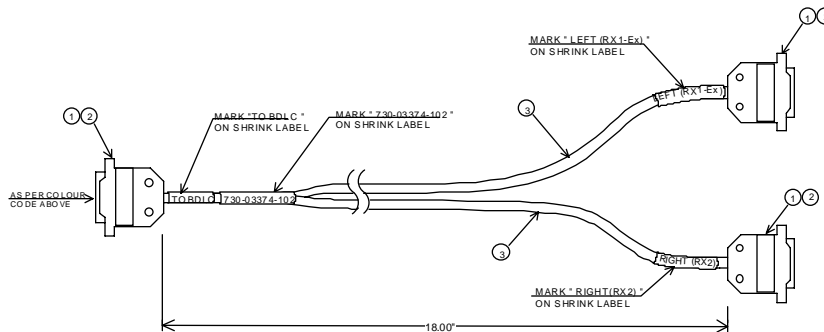 MARK " LEFT (RX1-Ex) "
ON SHRINK LABEL
1
LEFT (RX1-Ex)
MARK "TO BDLC "
ON SHRINK LABEL
MARK " 730-03374-102 "
ON SHRINK LABEL
3
1 2
AS PER COLOUR
CODE ABOVE
TO BDLC
730-03374-102
1 2
3
RIGHT (RX2)
MARK " RIGHT(RX2) "
ON SHRINK LABEL
18.00"